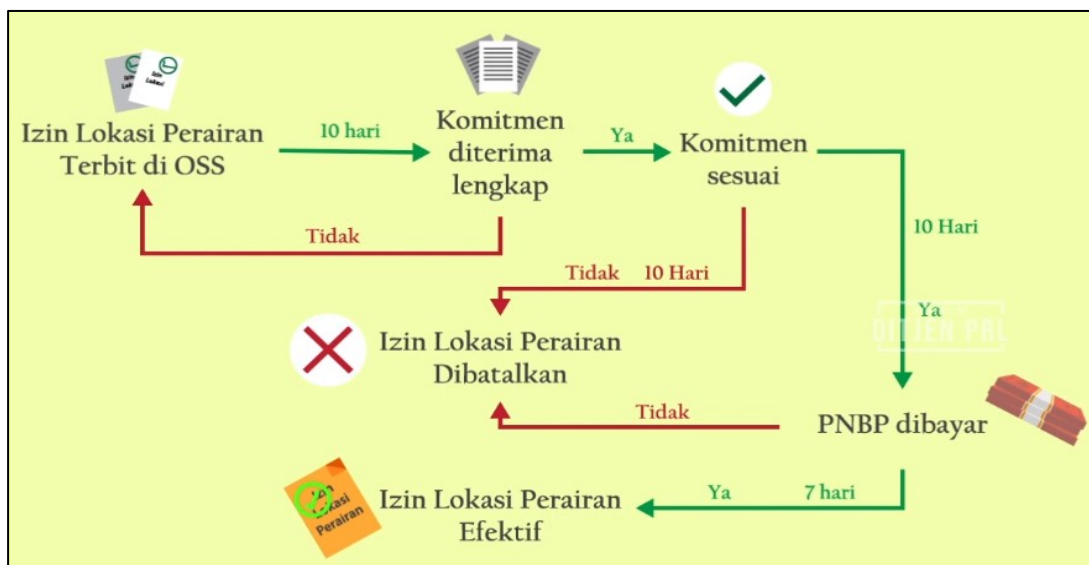 Izin Lokasi Perairan
Terbit di OSS
10 hari
Komitmen
diterima
lengkap
Ya
Komitmen
sesuai
Tidak
Tidak 10 Hari
10 Hari
Ya
DITJEN PRL
Izin Lokasi Perairan
Dibatalkan
Tidak
PNBP dibayar
Izin
Lokasi
Perairan
Izin Lokasi Perairan
Efektif
Ya 7 hari